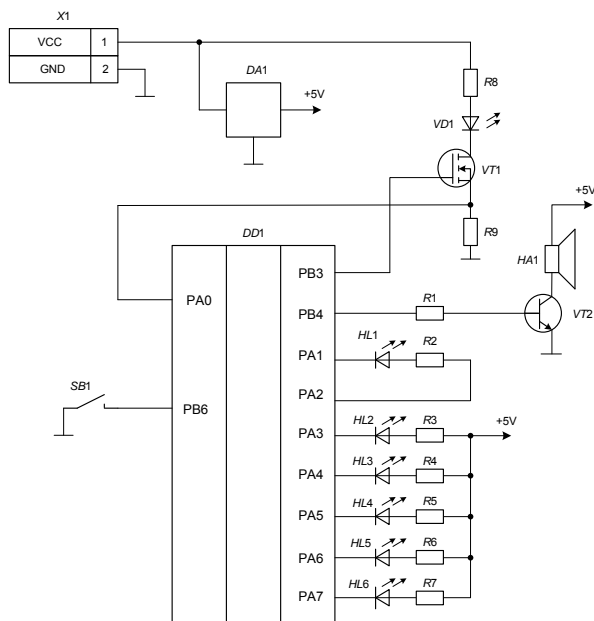 X1
VCC 1
GND 2
DA1
+5V
R8
VD1
VT1
+5V
DD1
R9
HA1
PB3
PA0
R1
PB4
VT2
HL1 R2
PA1
SB1
PA2
PB6
HL2 R3
+5V
PA3
HL3 R4
PA4
HL4 R5
PA5
HL5 R6
PA6
HL6 R7
PA7